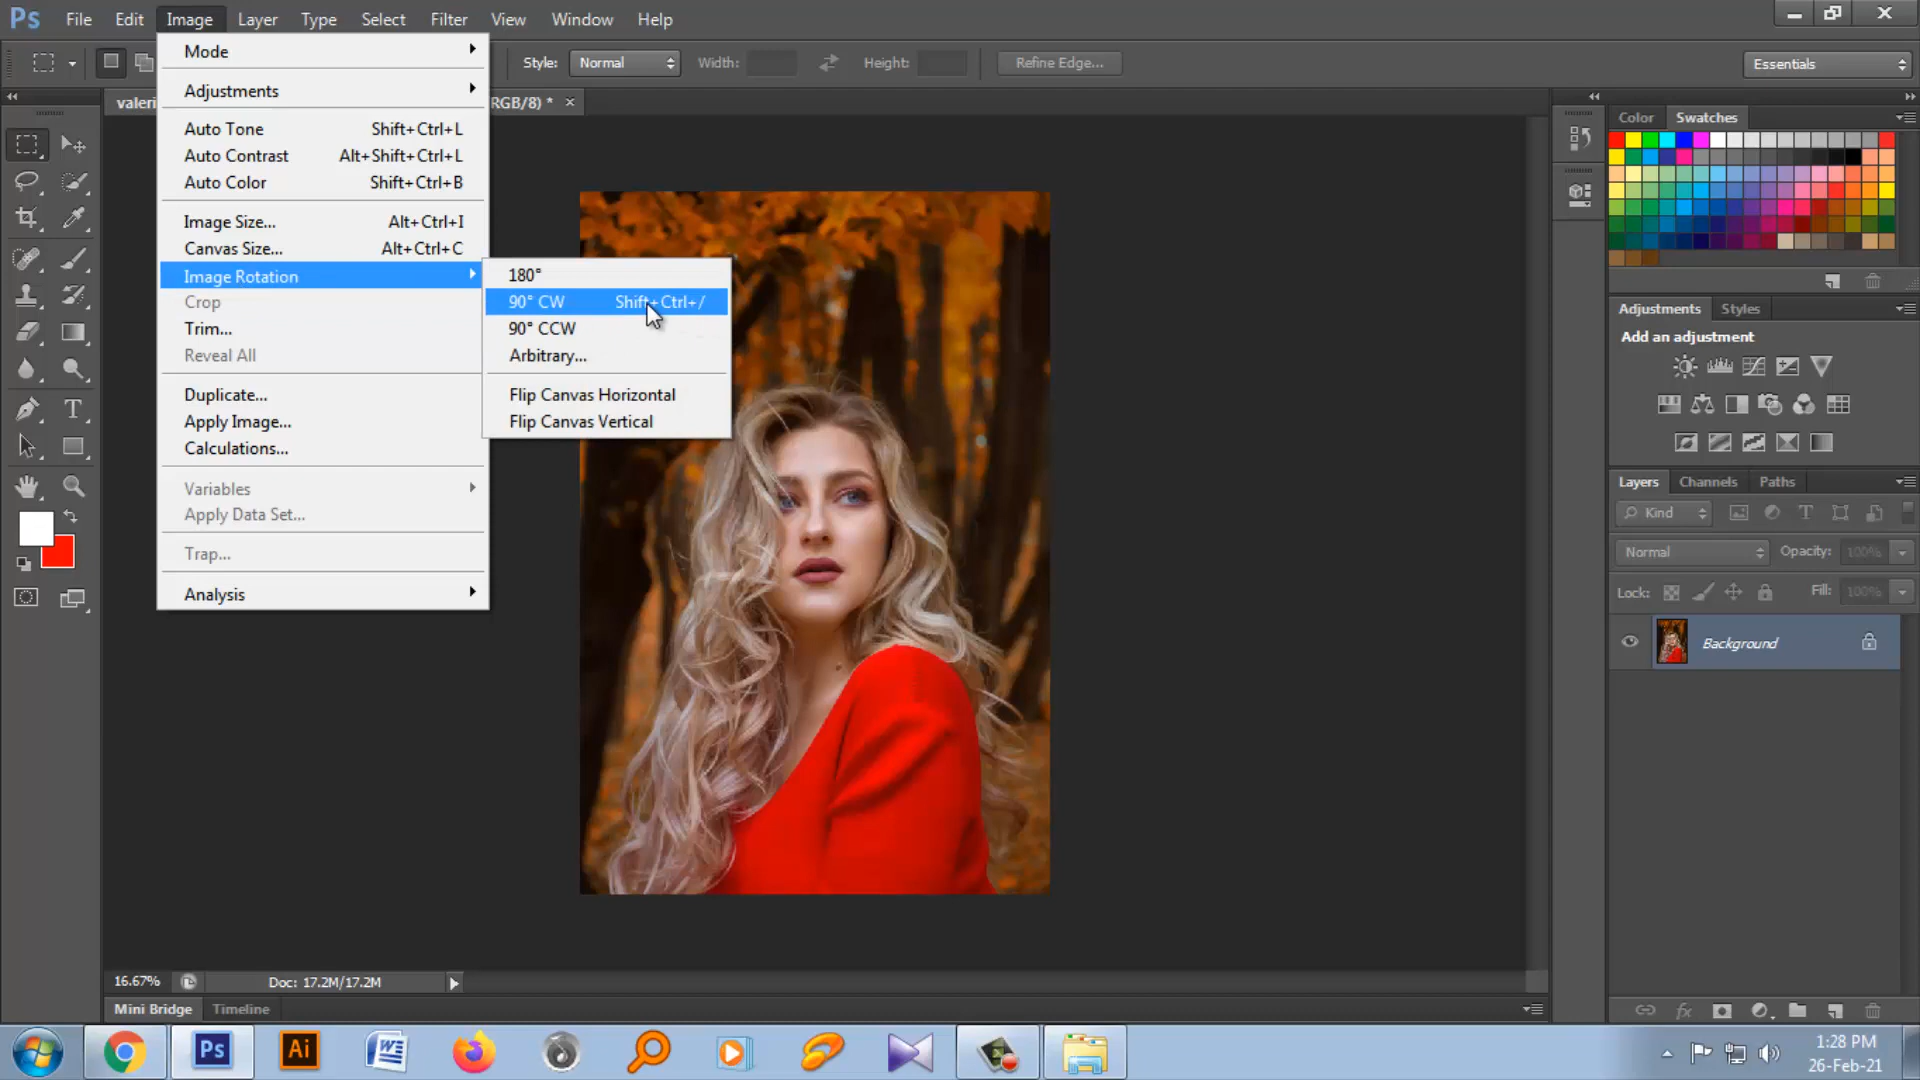 Ps File Edit Image Layer Type Select Filter View Window Help
Style: Normal Width: Height: Refine Edge... Essentials
valeri RGB/8) * ×
Mode
Adjustments
Auto Tone Shift+Ctrl+L
Auto Contrast Alt+Shift+Ctrl+L
Auto Color Shift+Ctrl+B
Image Size... Alt+Ctrl+I
Canvas Size... Alt+Ctrl+C
Image Rotation
Crop
Trim...
Reveal All
Duplicate...
Apply Image...
Calculations...
Variables
Apply Data Set...
Trap...
Analysis
180°
90° CW Shift+Ctrl+/
90° CCW
Arbitrary...
Flip Canvas Horizontal
Flip Canvas Vertical
Color Swatches
Adjustments Styles
Add an adjustment
Layers Channels Paths
Kind
Normal Opacity: 100%
Lock: Fill: 100%
Background
16.67% Doc: 17.2M/17.2M
Mini Bridge Timeline
Ps Ai W
1:28 PM
26-Feb-21